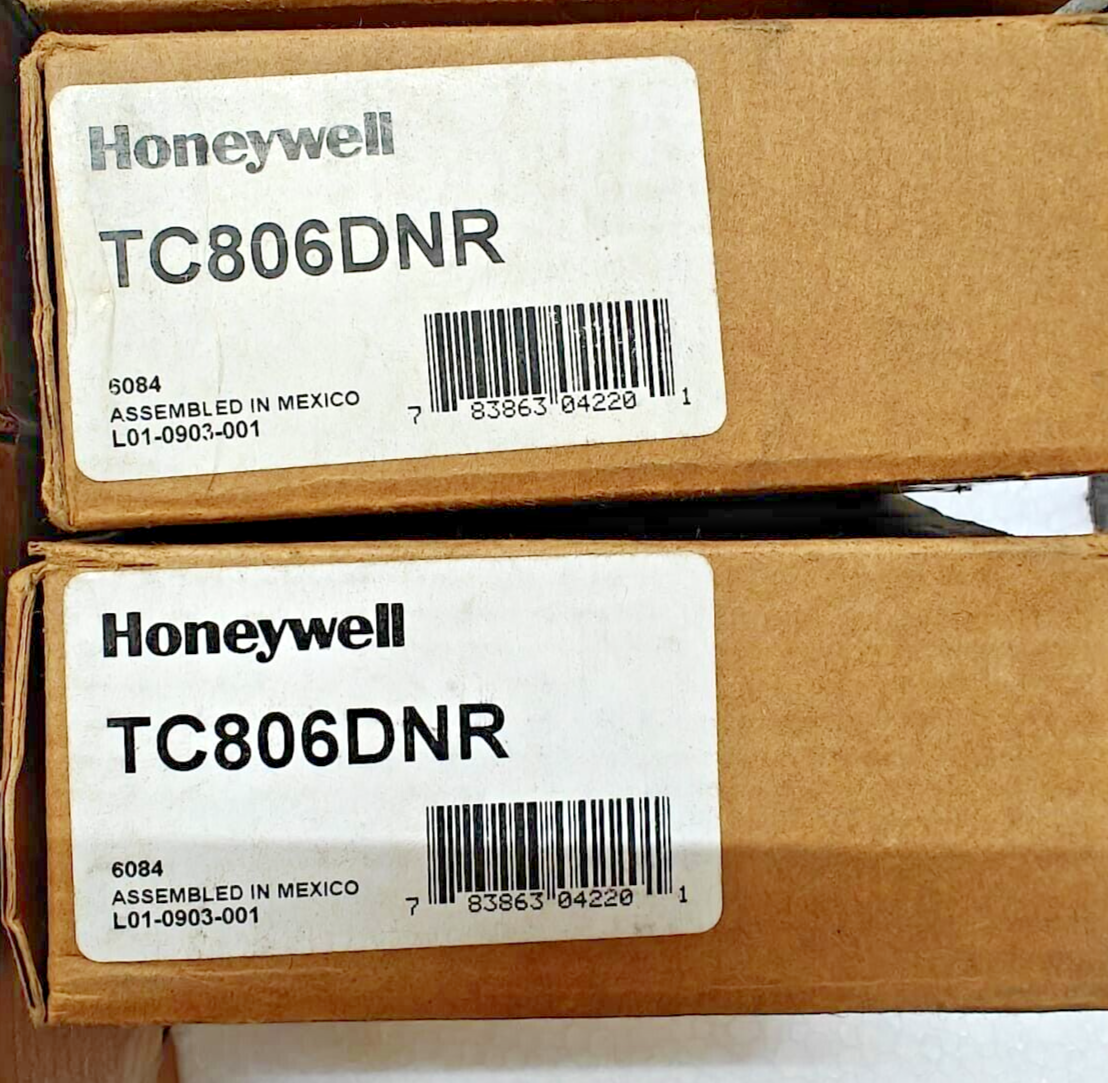 Honeywell
TC806DNR
6084
ASSEMBLED IN MEXICO
L01-0903-001
7 83863 04220 1
Honeywell
TC806DNR
6084
ASSEMBLED IN MEXICO
L01-0903-001
7 83863 04220 1